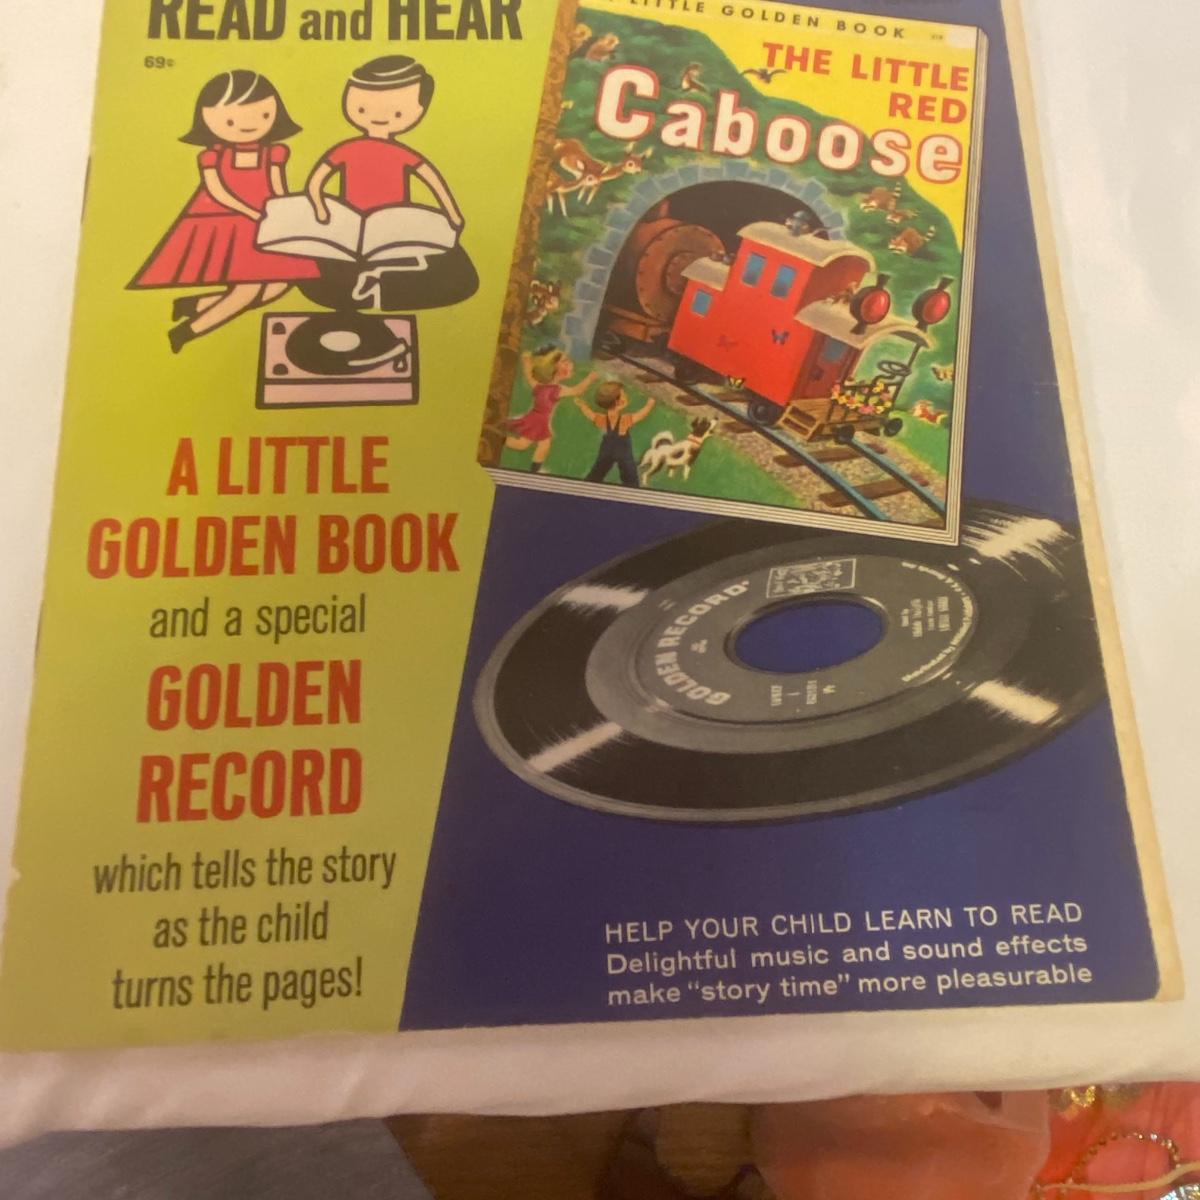 READ and HEAR
69¢
A LITTLE
GOLDEN BOOK
and a special
GOLDEN
RECORD
which tells the story
as the child
turns the pages!
LITTLE GOLDEN BOOK
THE LITTLE
RED
Caboose
GOLDEN RECORD
HELP YOUR CHILD LEARN TO READ
Delightful music and sound effects
make "story time" more pleasurable